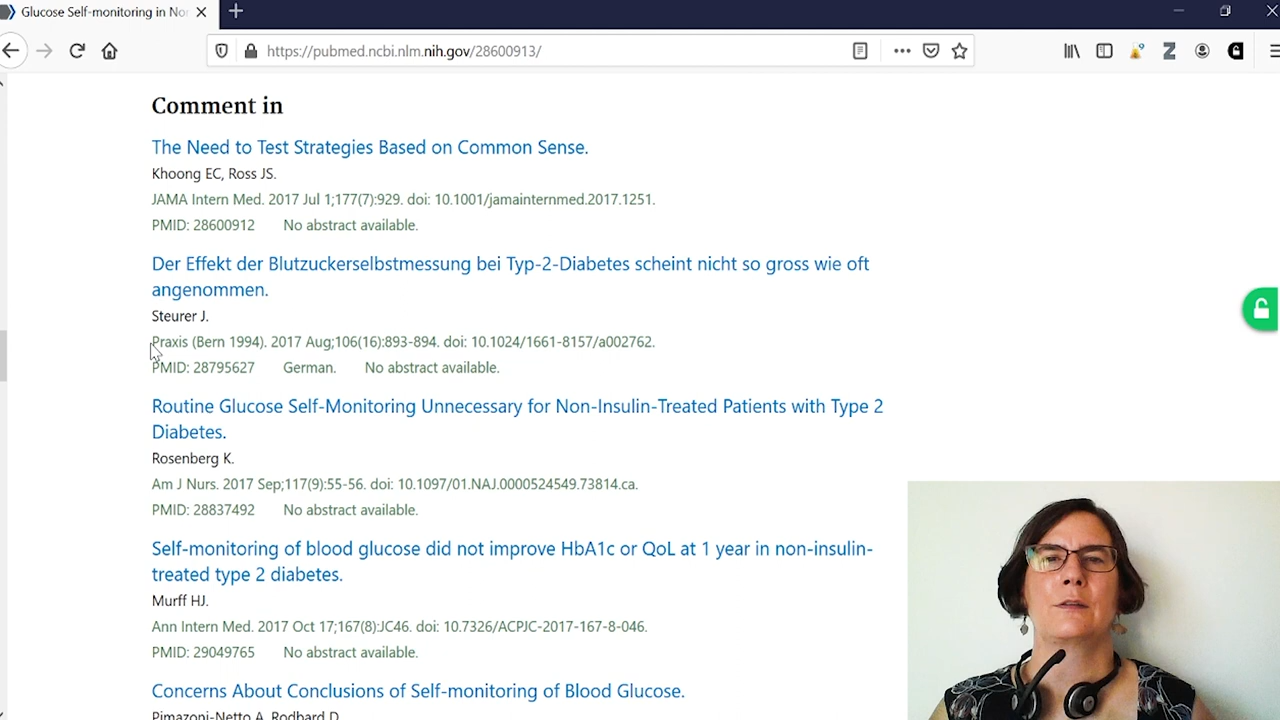 Glucose Self-monitoring in No
https://pubmed.ncbi.nlm.nih.gov/28600913/
Comment in
The Need to Test Strategies Based on Common Sense.
Khoong EC, Ross JS.
JAMA Intern Med. 2017 Jul 1;177(7):929. doi: 10.1001/jamainternmed.2017.1251.
PMID: 28600912 No abstract available.
Der Effekt der Blutzuckerselbstmessung bei Typ-2-Diabetes scheint nicht so gross wie oft
angenommen.
Steurer J.
Praxis (Bern 1994). 2017 Aug;106(16):893-894. doi: 10.1024/1661-8157/a002762.
PMID: 28795627 German. No abstract available.
Routine Glucose Self-Monitoring Unnecessary for Non-Insulin-Treated Patients with Type 2
Diabetes.
Rosenberg K.
Am J Nurs. 2017 Sep;117(9):55-56. doi: 10.1097/01.NAJ.0000524549.73814.ca.
PMID: 28837492 No abstract available.
Self-monitoring of blood glucose did not improve HbA1c or QoL at 1 year in non-insulin-
treated type 2 diabetes.
Murff HJ.
Ann Intern Med. 2017 Oct 17;167(8):JC46. doi: 10.7326/ACPJC-2017-167-8-046.
PMID: 29049765 No abstract available.
Concerns About Conclusions of Self-monitoring of Blood Glucose.
Pimazoni-Netto A, Rodbard D.